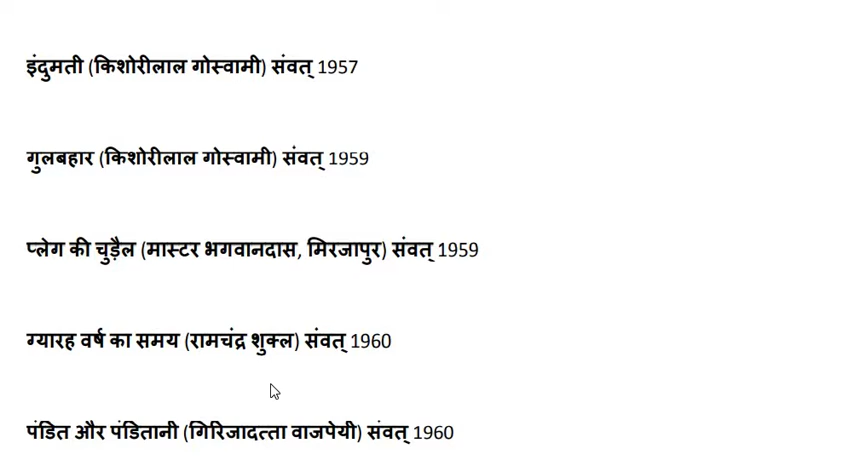 इंदुमती (किशोरीलाल गोस्वामी) संवत् 1957
गुलबहार (किशोरीलाल गोस्वामी) संवत् 1959
प्लेग की चुड़ैल (मास्टर भगवानदास, मिरजापुर) संवत् 1959
ग्यारह वर्ष का समय (रामचंद्र शुक्ल) संवत् 1960
पंडित और पंडितानी (गिरिजादत्ता वाजपेयी) संवत् 1960